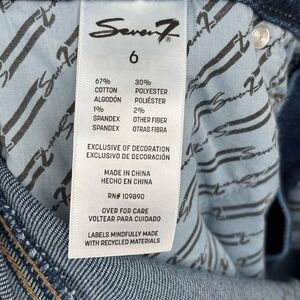 Seven7®
6
67% 30%
COTTON POLYESTER
ALGODÓN POLIÉSTER
1% 2%
SPANDEX OTHER FIBER
SPANDEX OTRAS FIBRA
EXCLUSIVE OF DECORATION
EXCLUSIVO DE DECORACIÓN
MADE IN CHINA
HECHO EN CHINA
RN# 109890
OVER FOR CARE
VOLTEAR PARA CUIDADO
LABELS MINDFULLY MADE
WITH RECYCLED MATERIALS